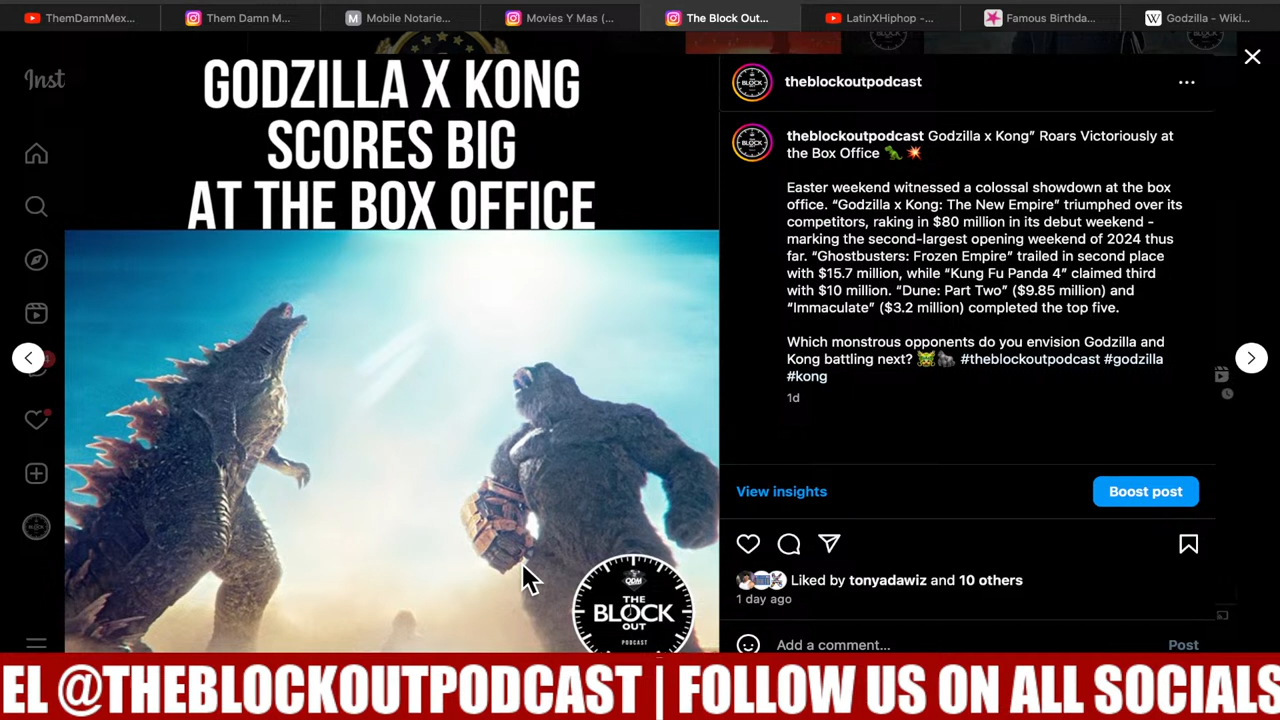 ThemDamnMex...
Them Damn M...
Mobile Notarie...
Movies Y Mas (...
The Block Out...
LatinXHiphop -...
Famous Birthda...
Godzilla - Wiki...
Inst
GODZILLA X KONG
SCORES BIG
AT THE BOX OFFICE
QDM
THE
BLOCK
OUT
PODCAST
theblockoutpodcast
theblockoutpodcast Godzilla x Kong” Roars Victoriously at
the Box Office 🦖 💥
Easter weekend witnessed a colossal showdown at the box
office. “Godzilla x Kong: The New Empire” triumphed over its
competitors, raking in $80 million in its debut weekend -
marking the second-largest opening weekend of 2024 thus
far. “Ghostbusters: Frozen Empire” trailed in second place
with $15.7 million, while “Kung Fu Panda 4” claimed third
with $10 million. “Dune: Part Two” ($9.85 million) and
“Immaculate” ($3.2 million) completed the top five.
Which monstrous opponents do you envision Godzilla and
Kong battling next? 🐲🦍 #theblockoutpodcast #godzilla
#kong
1d
View insights
Boost post
Liked by tonyadawiz and 10 others
1 day ago
Add a comment...
Post
EL @THEBLOCKOUTPODCAST | FOLLOW US ON ALL SOCIALS